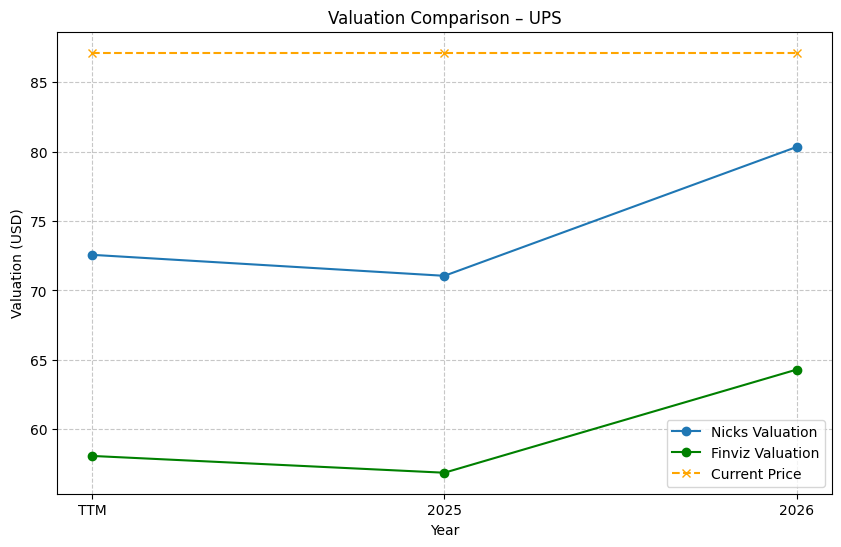 Valuation Comparison – UPS
Valuation (USD)
85
80
75
70
65
60
TTM
2025
2026
Year
Nicks Valuation
Finviz Valuation
Current Price